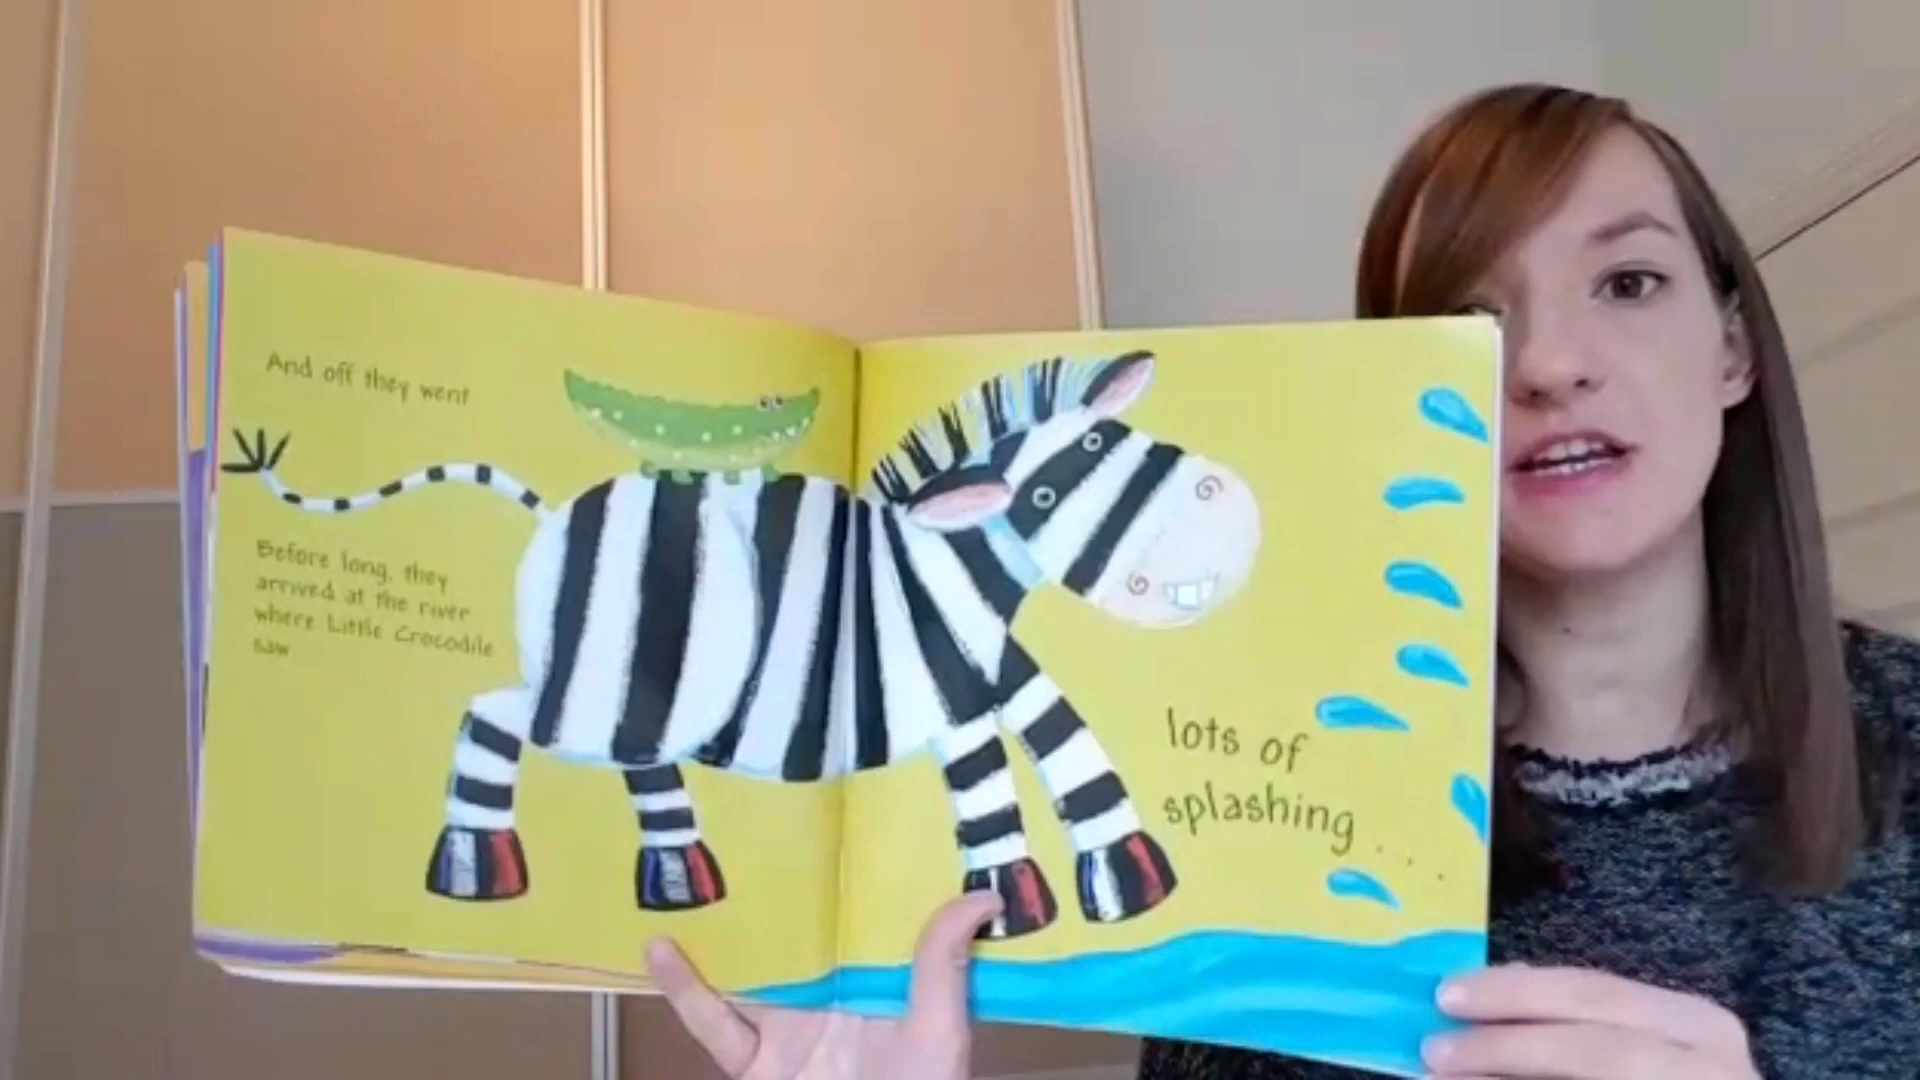 And off they went
Before long, they
arrived at the river
where Little Crocodile
saw
lots of
splashing . . .